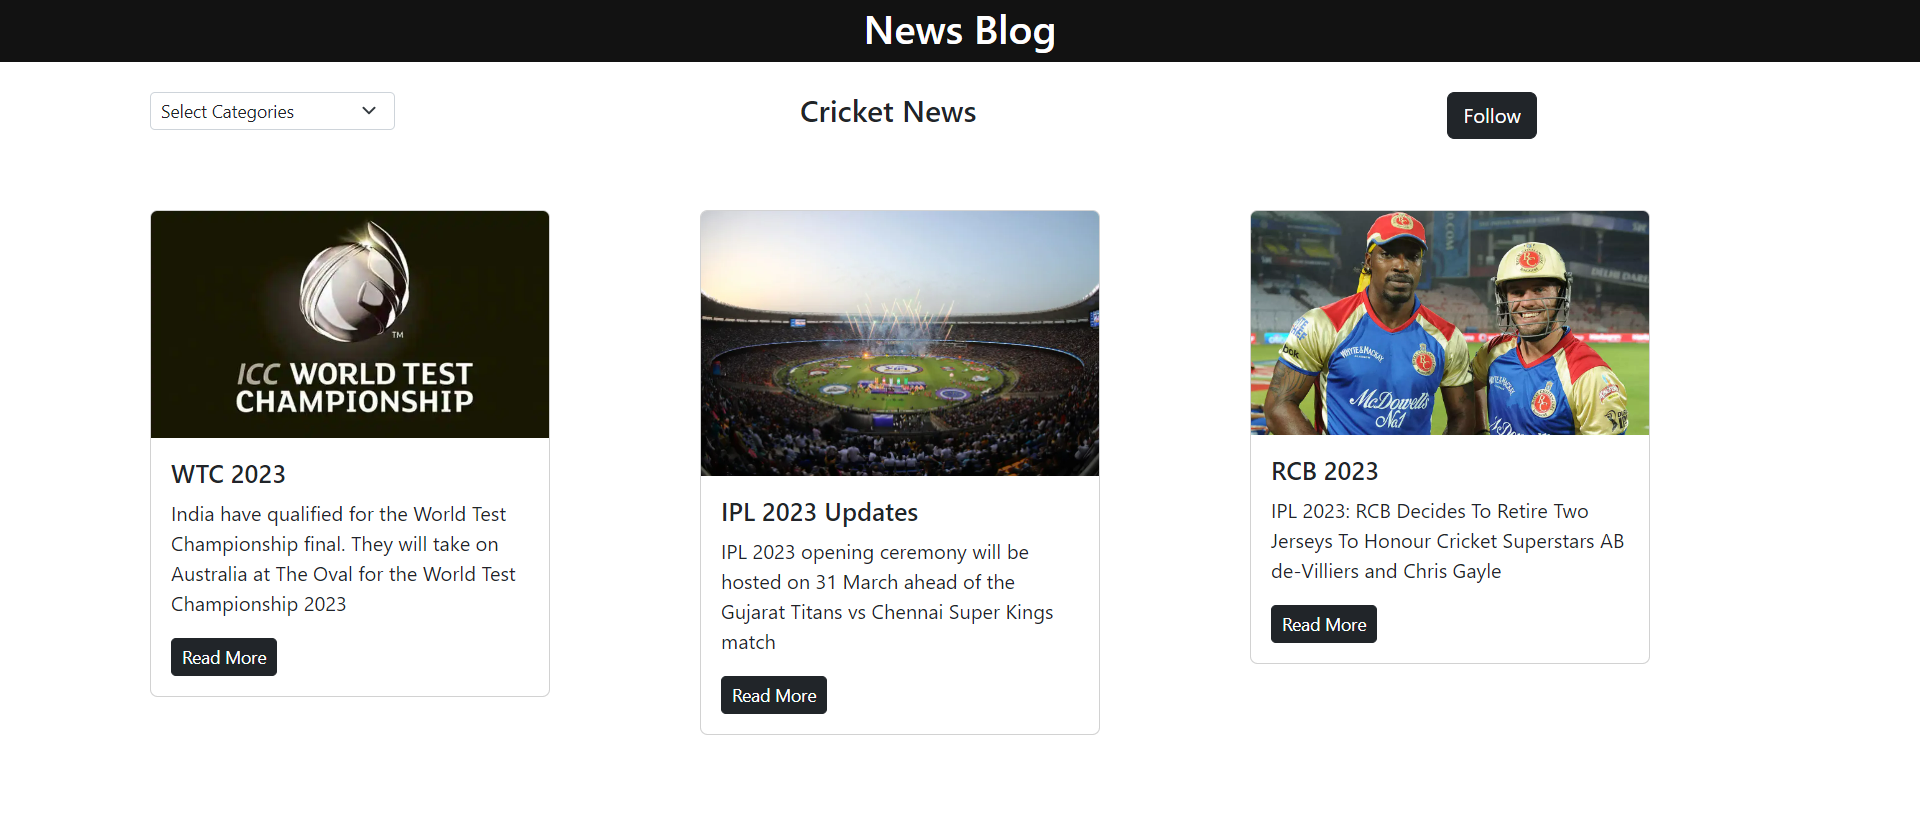 News Blog
Select Categories
Cricket News
Follow
TM
ICC WORLD TEST
CHAMPIONSHIP
WTC 2023
India have qualified for the World Test
Championship final. They will take on
Australia at The Oval for the World Test
Championship 2023
Read More
IPL 2023 Updates
IPL 2023 opening ceremony will be
hosted on 31 March ahead of the
Gujarat Titans vs Chennai Super Kings
match
Read More
WHYTE & MACKAY
McDowell's
No1
RCB 2023
IPL 2023: RCB Decides To Retire Two
Jerseys To Honour Cricket Superstars AB
de-Villiers and Chris Gayle
Read More